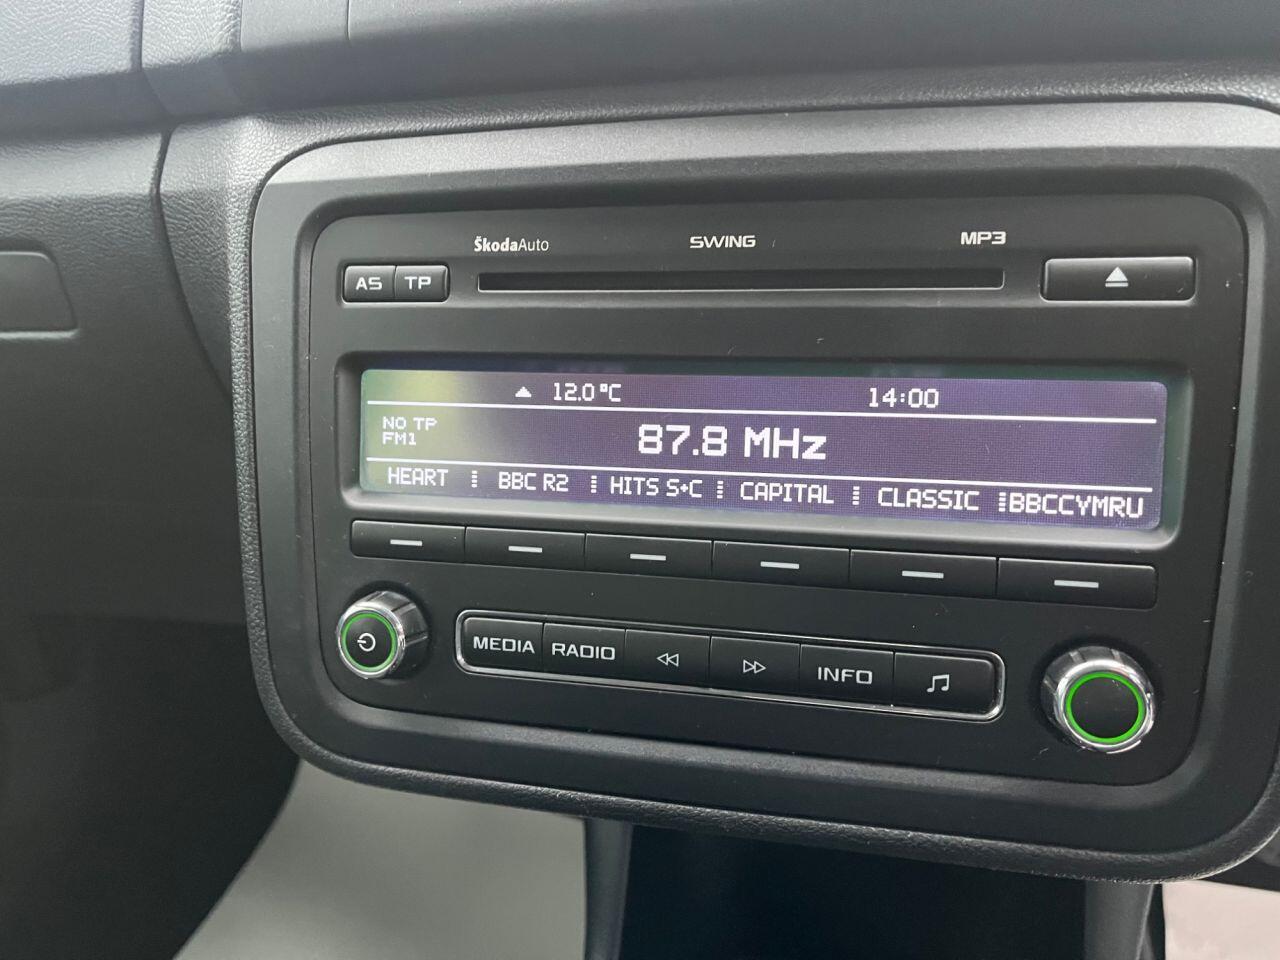 ŠkodaAuto SWING MP3
AS TP
12.0°C 14:00
NO TP
FM1
87.8 MHz
HEART BBC R2 HITS S+C CAPITAL CLASSIC BBCCYMRU
MEDIA RADIO INFO